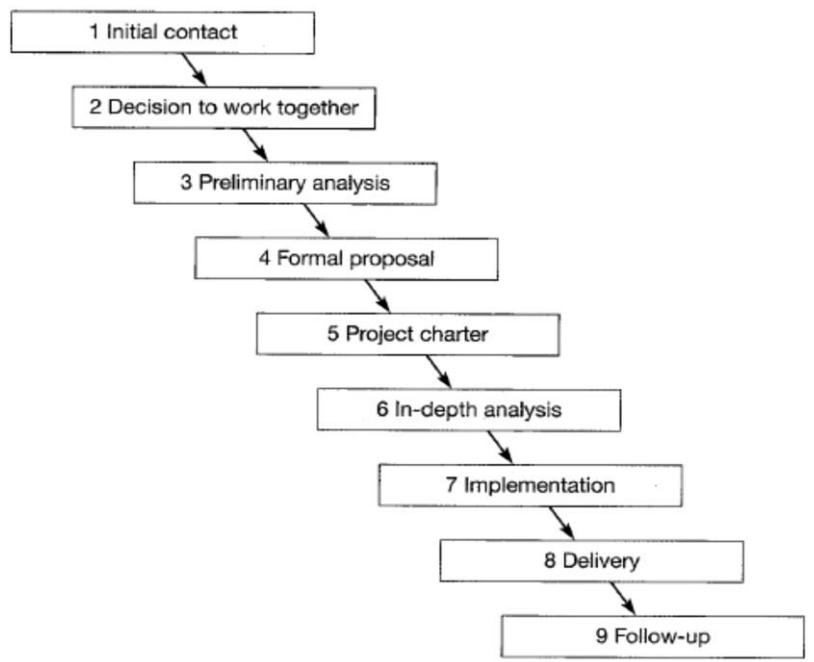 1 Initial contact
2 Decision to work together
3 Preliminary analysis
4 Formal proposal
5 Project charter
6 In-depth analysis
7 Implementation
8 Delivery
9 Follow-up